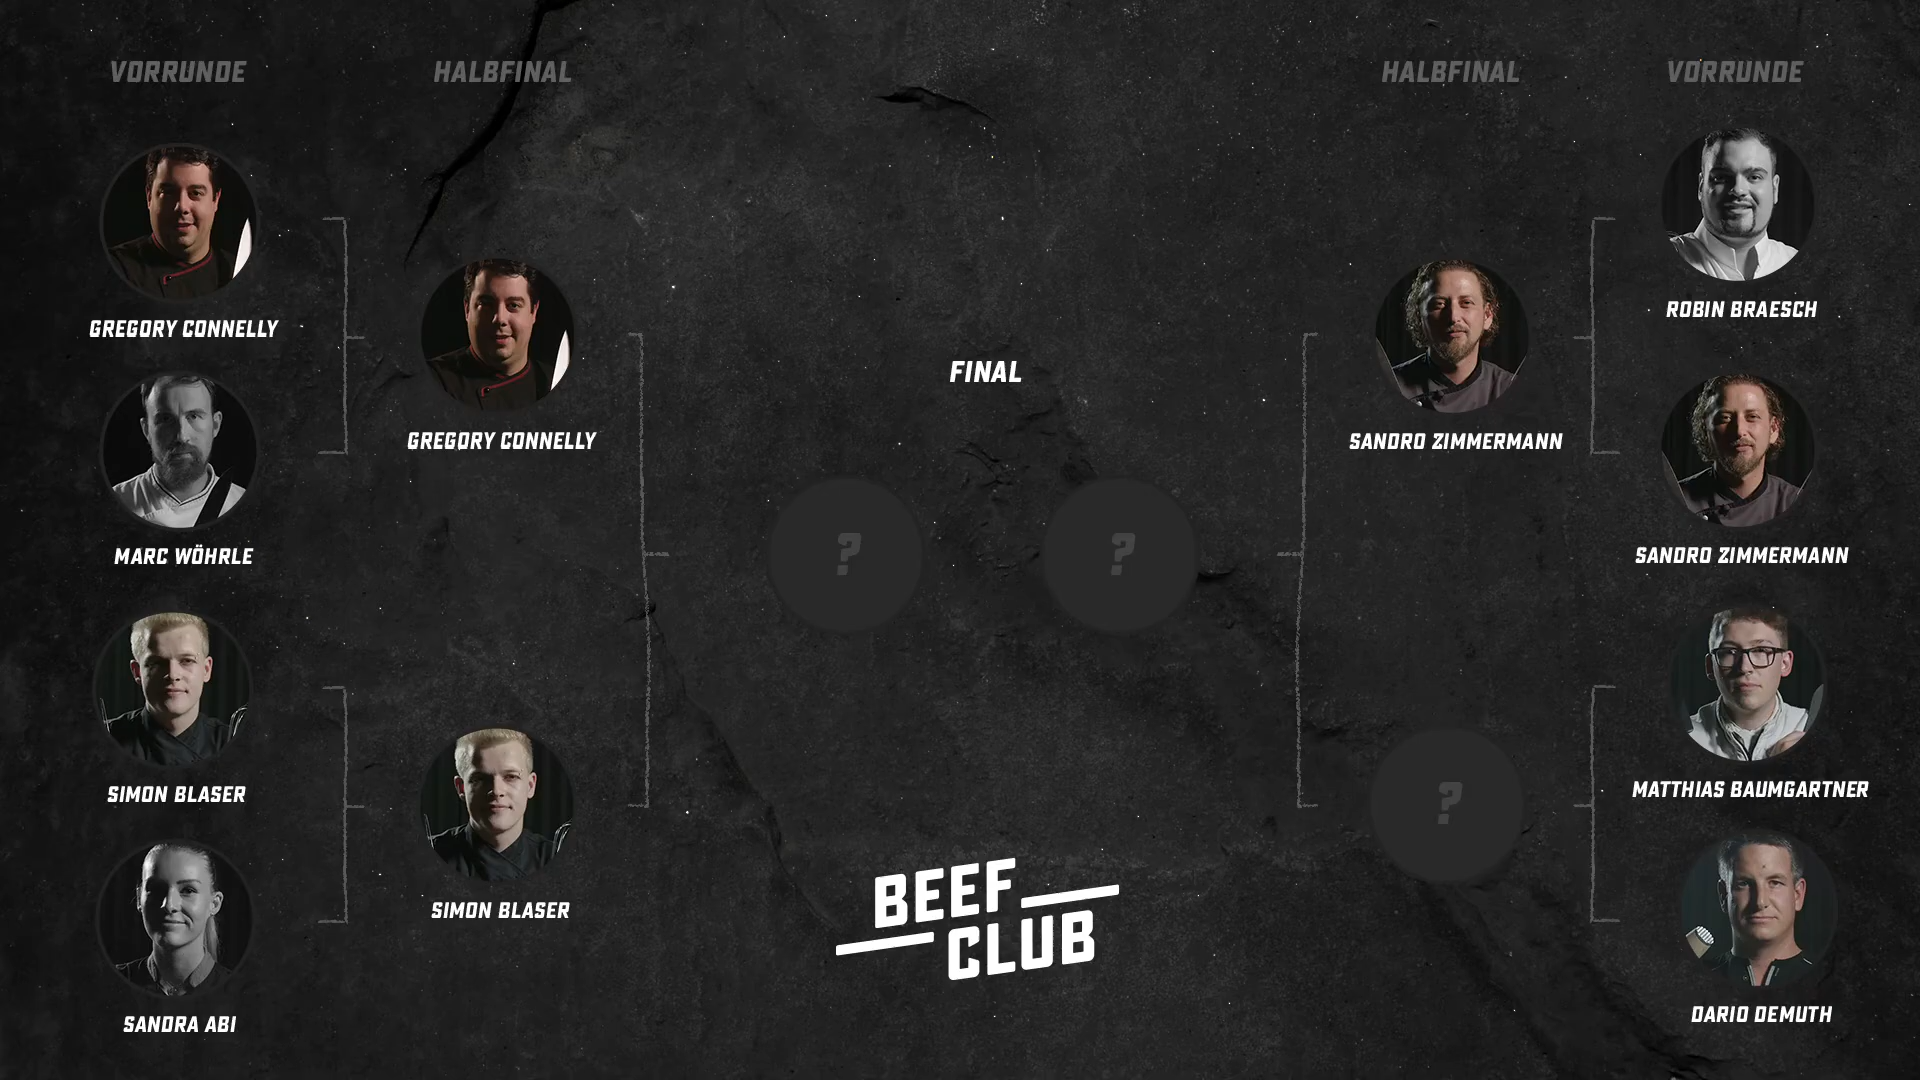 VORRUNDE
HALBFINAL
HALBFINAL
VORRUNDE
GREGORY CONNELLY
MARC WÖHRLE
SIMON BLASER
SANDRA ABI
GREGORY CONNELLY
SIMON BLASER
FINAL
?
?
BEEF
CLUB
SANDRO ZIMMERMANN
?
ROBIN BRAESCH
SANDRO ZIMMERMANN
MATTHIAS BAUMGARTNER
DARIO DEMUTH